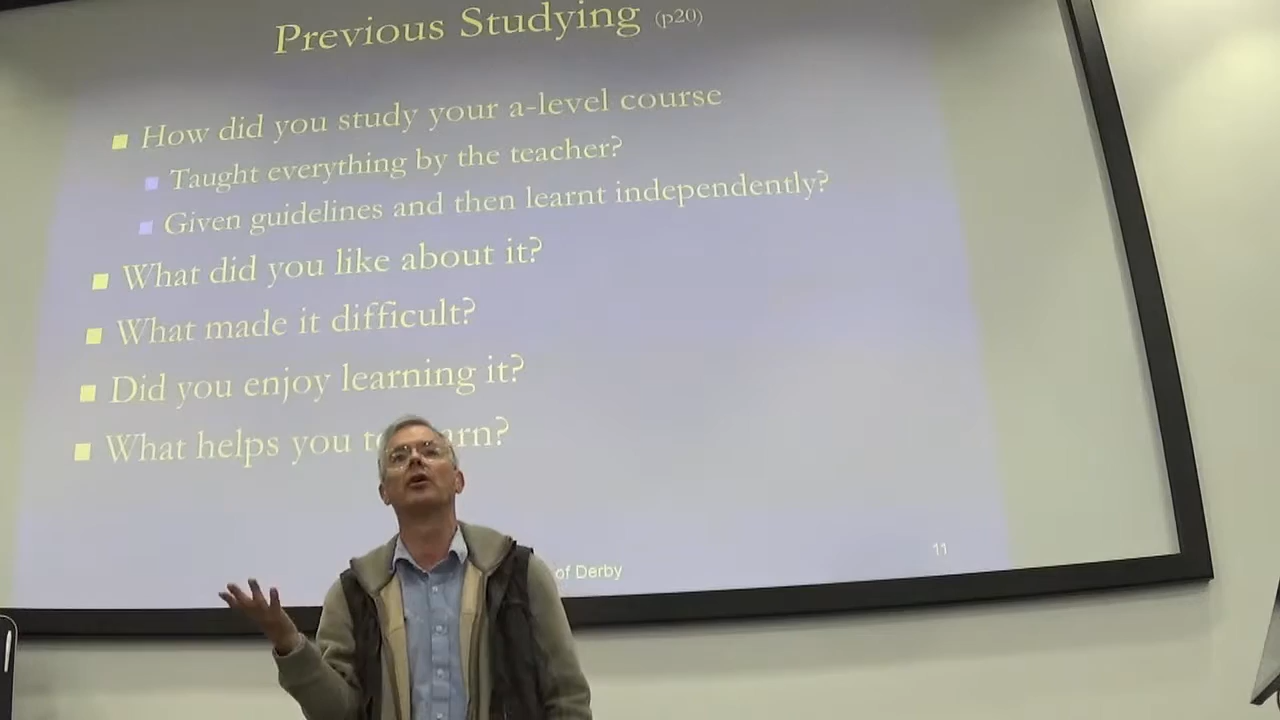 Previous Studying (p20)
How did you study your a-level course
Taught everything by the teacher?
Given guidelines and then learnt independently?
What did you like about it?
What made it difficult?
Did you enjoy learning it?
What helps you to
of Derby
11